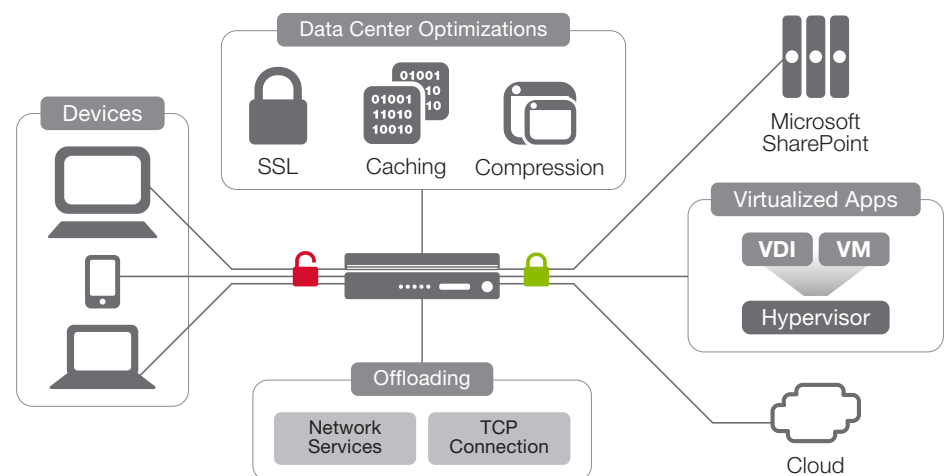 Data Center Optimizations
01001
10
10
01001
11010
10010
SSL
Caching
Compression
Devices
Microsoft
SharePoint
Virtualized Apps
VDI
VM
Hypervisor
Offloading
Network
Services
TCP
Connection
Cloud